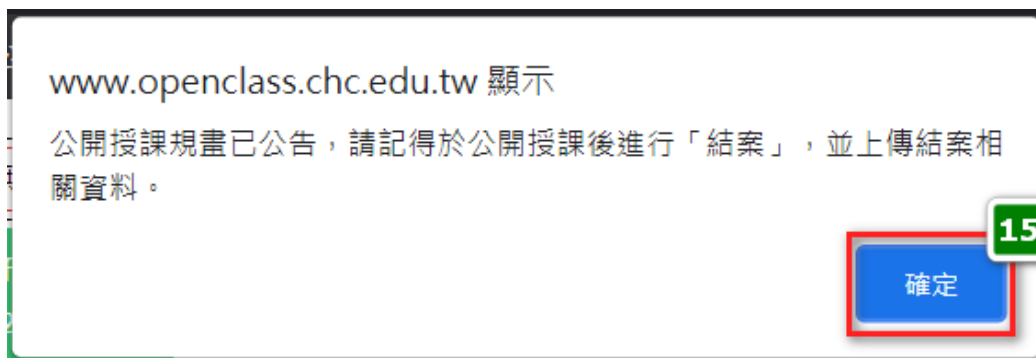 www.openclass.chc.edu.tw 顯示
公開授課規畫已公告，請記得於公開授課後進行「結案」，並上傳結案相
關資料。
15
確定